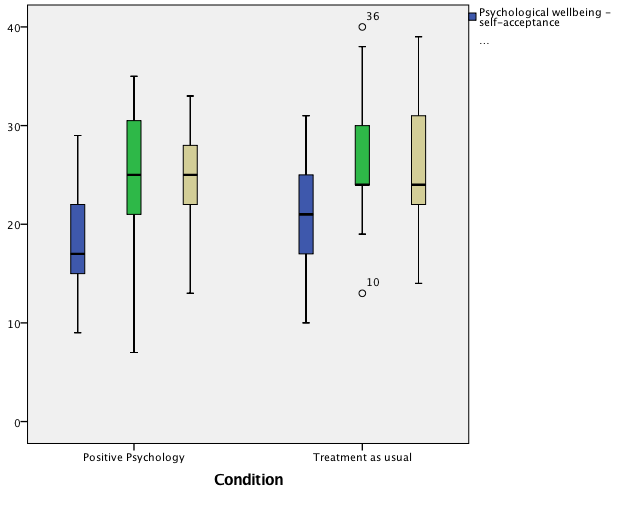 36
Psychological wellbeing –
self-acceptance
...
40
30
20
10
10
0
Positive Psychology
Treatment as usual
Condition